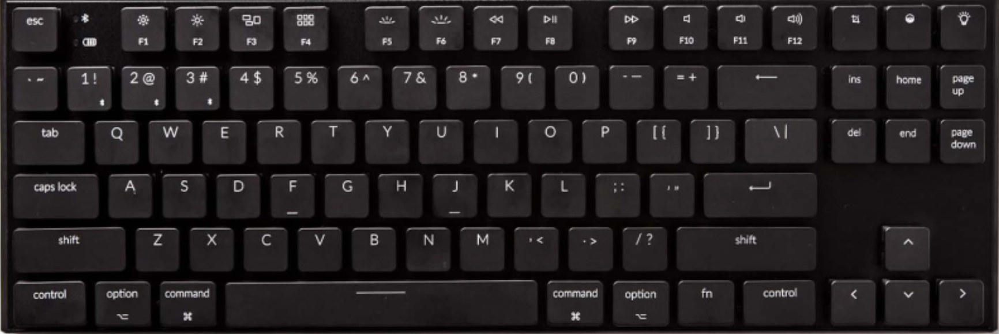 esc
F1 F2 F3 F4 F5 F6 F7 F8 F9 F10 F11 F12
` ~ 1 ! 2 @ 3 # 4 $ 5 % 6 ^ 7 & 8 * 9 ( 0 ) - — = + ← ins home page up
tab Q W E R T Y U I O P [ { ] } \ | del end page down
caps lock A S D F G H J K L ; : ' "
shift Z X C V B N M , < . > / ? shift ^
control option ⌥ command ⌘ command ⌘ option ⌥ fn control < ⌄ >